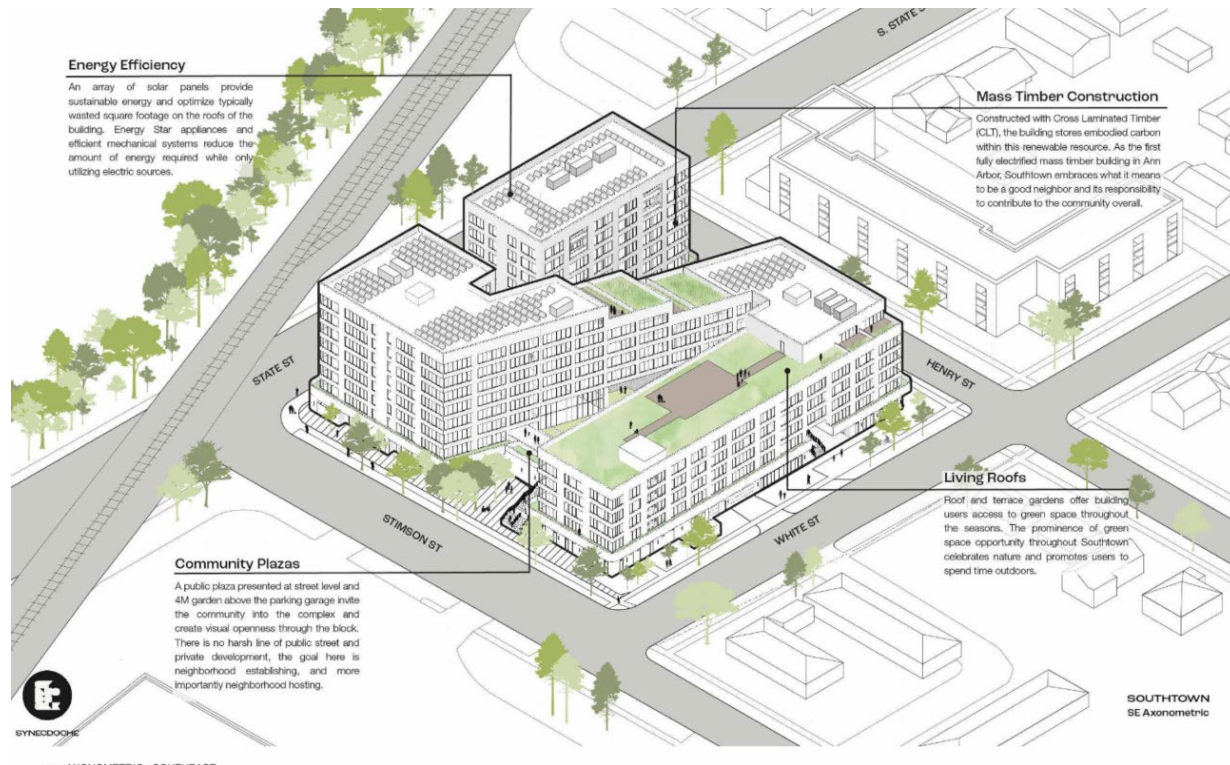 S. STATE S
Energy Efficiency
An array of solar panels provide
sustainable energy and optimize typically
wasted square footage on the roofs of the
building. Energy Star appliances and
efficient mechanical systems reduce the
amount of energy required while only
utilizing electric sources.
Mass Timber Construction
Constructed with Cross Laminated Timber
(CLT), the building stores embodied carbon
within this renewable resource. As the first
fully electrified mass timber building in Ann
Arbor, Southtown embraces what it means
to be a good neighbor and its responsibility
to contribute to the community overall.
STATE ST
HENRY ST
STIMSON ST
WHITE ST
Living Roofs
Roof and terrace gardens offer building
users access to green space throughout
the seasons. The prominence of green
space opportunity throughout Southtown
celebrates nature and promotes users to
spend time outdoors.
Community Plazas
A public plaza presented at street level and
4M garden above the parking garage invite
the community into the complex and
create visual openness through the block.
There is no harsh line of public street and
private development, the goal here is
neighborhood establishing, and more
importantly neighborhood hosting.
SYNECDOCHE
SOUTHTOWN
SE Axonometric